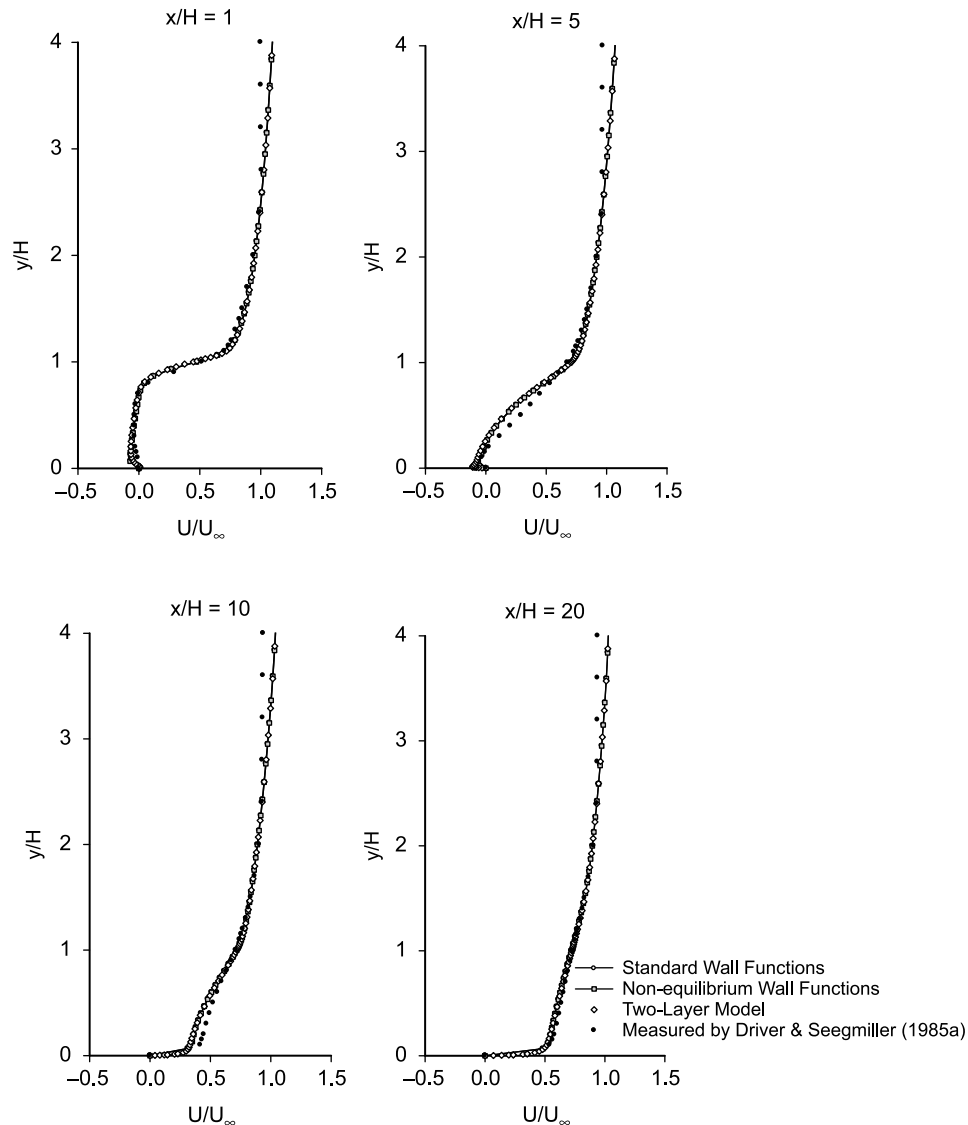 x/H = 1
4
3
2
1
0
y/H
–0.5
0.0
0.5
1.0
1.5
U/U∞
x/H = 5
4
3
2
1
0
y/H
–0.5
0.0
0.5
1.0
1.5
U/U∞
x/H = 10
4
3
2
1
0
y/H
–0.5
0.0
0.5
1.0
1.5
U/U∞
x/H = 20
4
3
2
1
0
y/H
–0.5
0.0
0.5
1.0
1.5
U/U∞
Standard Wall Functions
Non-equilibrium Wall Functions
Two-Layer Model
Measured by Driver & Seegmiller (1985a)